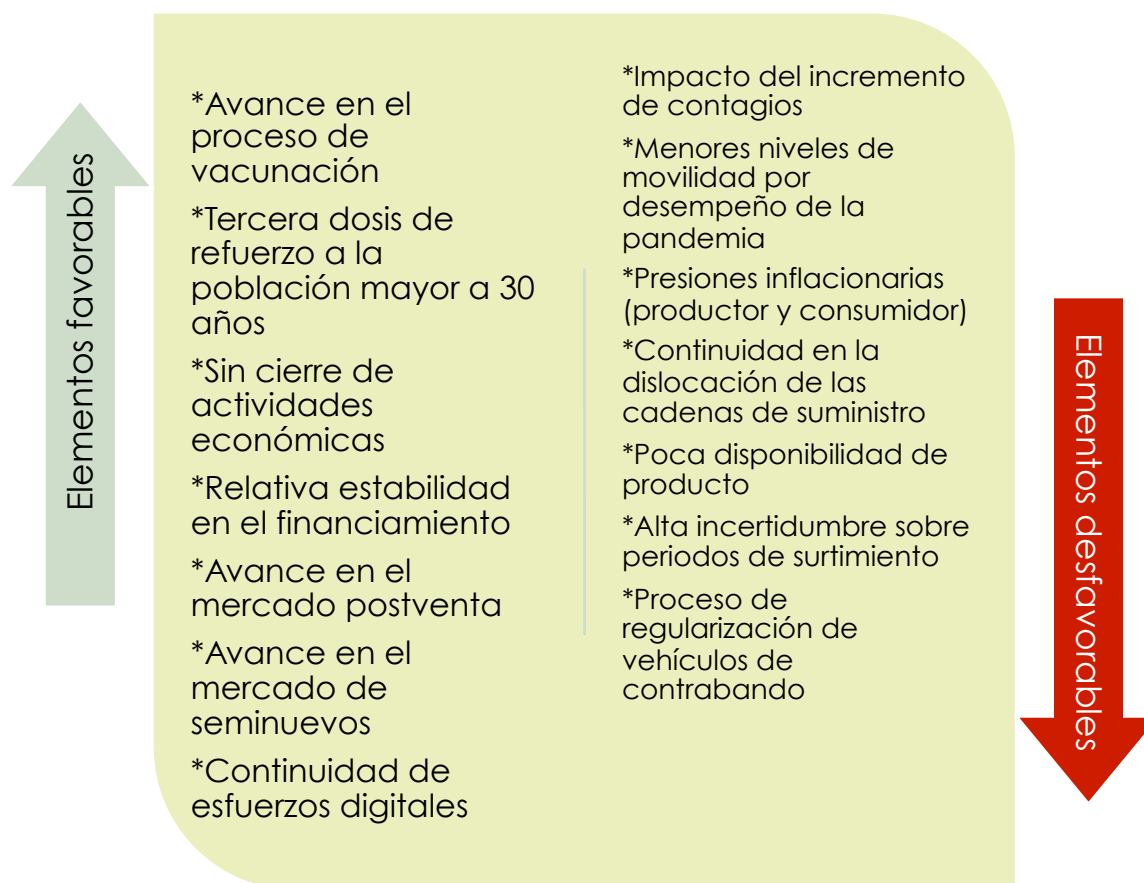 Elementos favorables
*Avance en el
proceso de
vacunación
*Tercera dosis de
refuerzo a la
población mayor a 30
años
*Sin cierre de
actividades
económicas
*Relativa estabilidad
en el financiamiento
*Avance en el
mercado postventa
*Avance en el
mercado de
seminuevos
*Continuidad de
esfuerzos digitales
*Impacto del incremento
de contagios
*Menores niveles de
movilidad por
desempeño de la
pandemia
*Presiones inflacionarias
(productor y consumidor)
*Continuidad en la
dislocación de las
cadenas de suministro
*Poca disponibilidad de
producto
*Alta incertidumbre sobre
periodos de surtimiento
*Proceso de
regularización de
vehículos de
contrabando
Elementos desfavorables